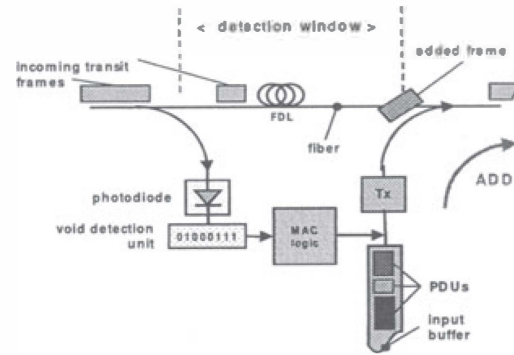 < detection window >
added frame
incoming transit
frames
FDL
fiber
ADD
photodiode
Tx
void detection
unit
01000111
MAC
logic
PDUs
input
buffer